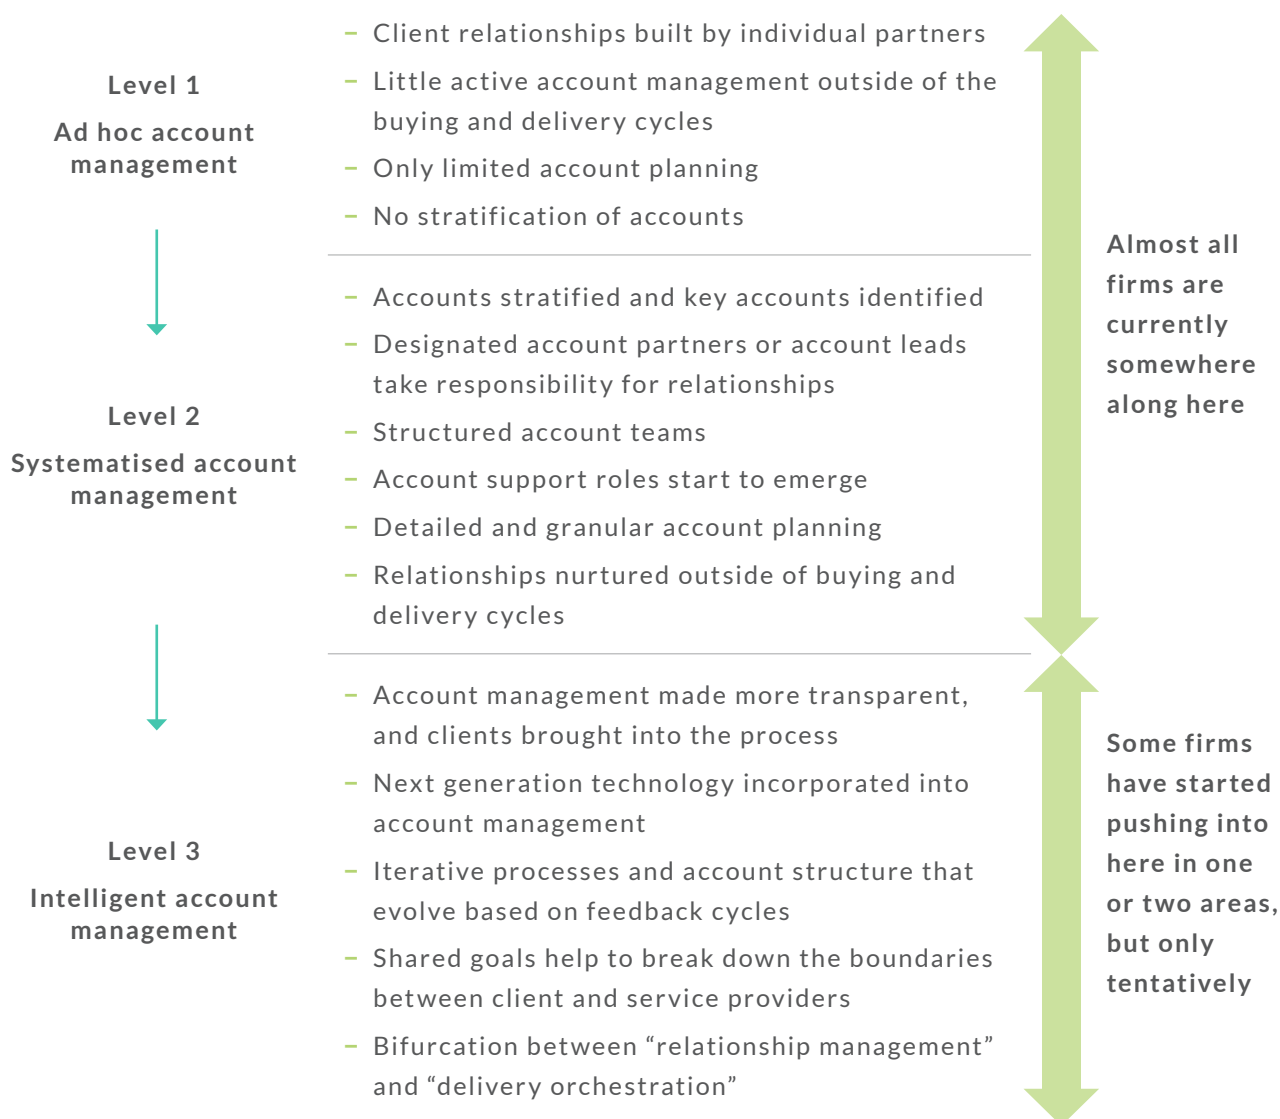 Level 1
Ad hoc account
management
– Client relationships built by individual partners
– Little active account management outside of the
buying and delivery cycles
– Only limited account planning
– No stratification of accounts
Level 2
Systematised account
management
– Accounts stratified and key accounts identified
– Designated account partners or account leads
take responsibility for relationships
– Structured account teams
– Account support roles start to emerge
– Detailed and granular account planning
– Relationships nurtured outside of buying and
delivery cycles
Almost all
firms are
currently
somewhere
along here
Level 3
Intelligent account
management
– Account management made more transparent,
and clients brought into the process
– Next generation technology incorporated into
account management
– Iterative processes and account structure that
evolve based on feedback cycles
– Shared goals help to break down the boundaries
between client and service providers
– Bifurcation between “relationship management”
and “delivery orchestration”
Some firms
have started
pushing into
here in one
or two areas,
but only
tentatively